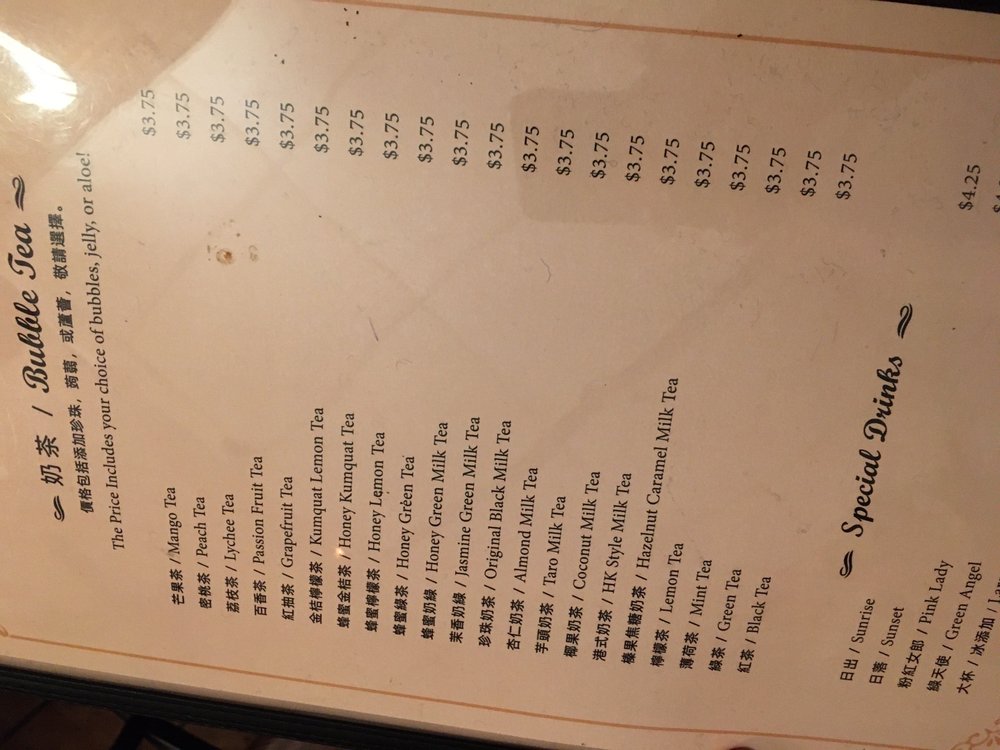 奶茶 / Bubble Tea
價格包括添加珍珠，蒟蒻，或蘆薈，敬請選擇。
The Price Includes your choice of bubbles, jelly, or aloe!
芒果茶 / Mango Tea $3.75
密桃茶 / Peach Tea $3.75
荔枝茶 / Lychee Tea $3.75
百香茶 / Passion Fruit Tea $3.75
紅抽茶 / Grapefruit Tea $3.75
金桔檸檬茶 / Kumquat Lemon Tea $3.75
蜂蜜金桔茶 / Honey Kumquat Tea $3.75
蜂蜜檸檬茶 / Honey Lemon Tea $3.75
蜂蜜綠茶 / Honey Green Tea $3.75
蜂蜜奶綠 / Honey Green Milk Tea $3.75
茉香奶綠 / Jasmine Green Milk Tea $3.75
珍珠奶茶 / Original Black Milk Tea $3.75
杏仁奶茶 / Almond Milk Tea $3.75
芋頭奶茶 / Taro Milk Tea $3.75
椰果奶茶 / Coconut Milk Tea $3.75
港式奶茶 / HK Style Milk Tea $3.75
榛果焦糖奶茶 / Hazelnut Caramel Milk Tea $3.75
檸檬茶 / Lemon Tea $3.75
薄荷茶 / Mint Tea $3.75
綠茶 / Green Tea $3.75
紅茶 / Black Tea $3.75
Special Drinks
日出 / Sunrise $4.25
日落 / Sunset
粉紅女郎 / Pink Lady
綠天使 / Green Angel
大杯 / 冰添加 /